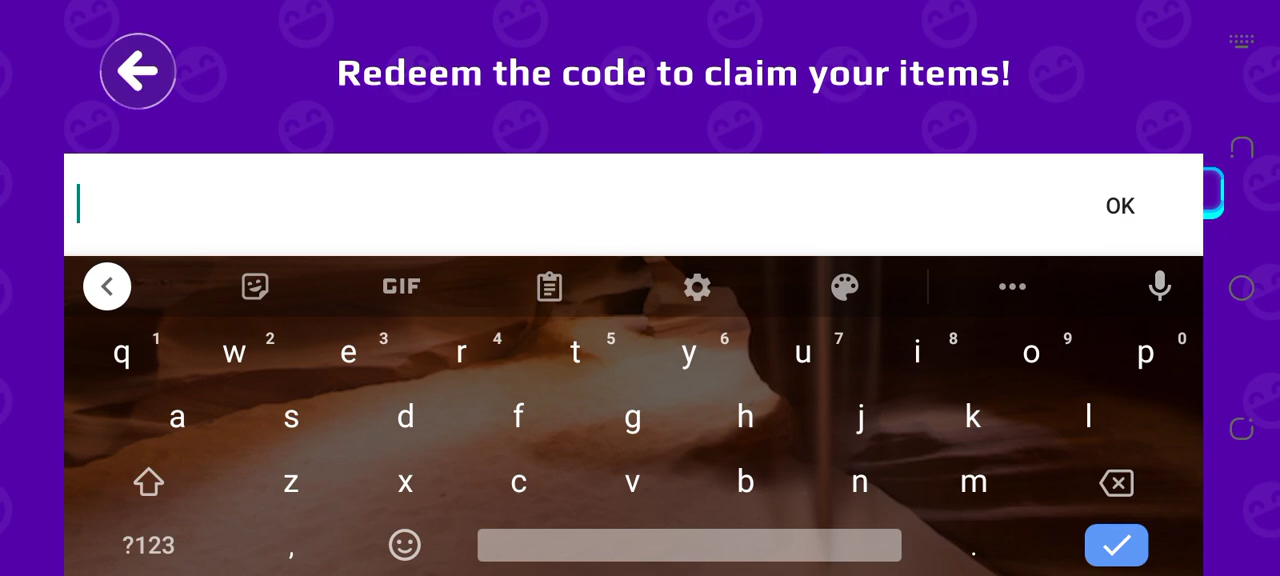 Redeem the code to claim your items!
OK
GIF
q 1 w 2 e 3 r 4 t 5 y 6 u 7 i 8 o 9 p 0
a s d f g h j k l
z x c v b n m
?123 , .